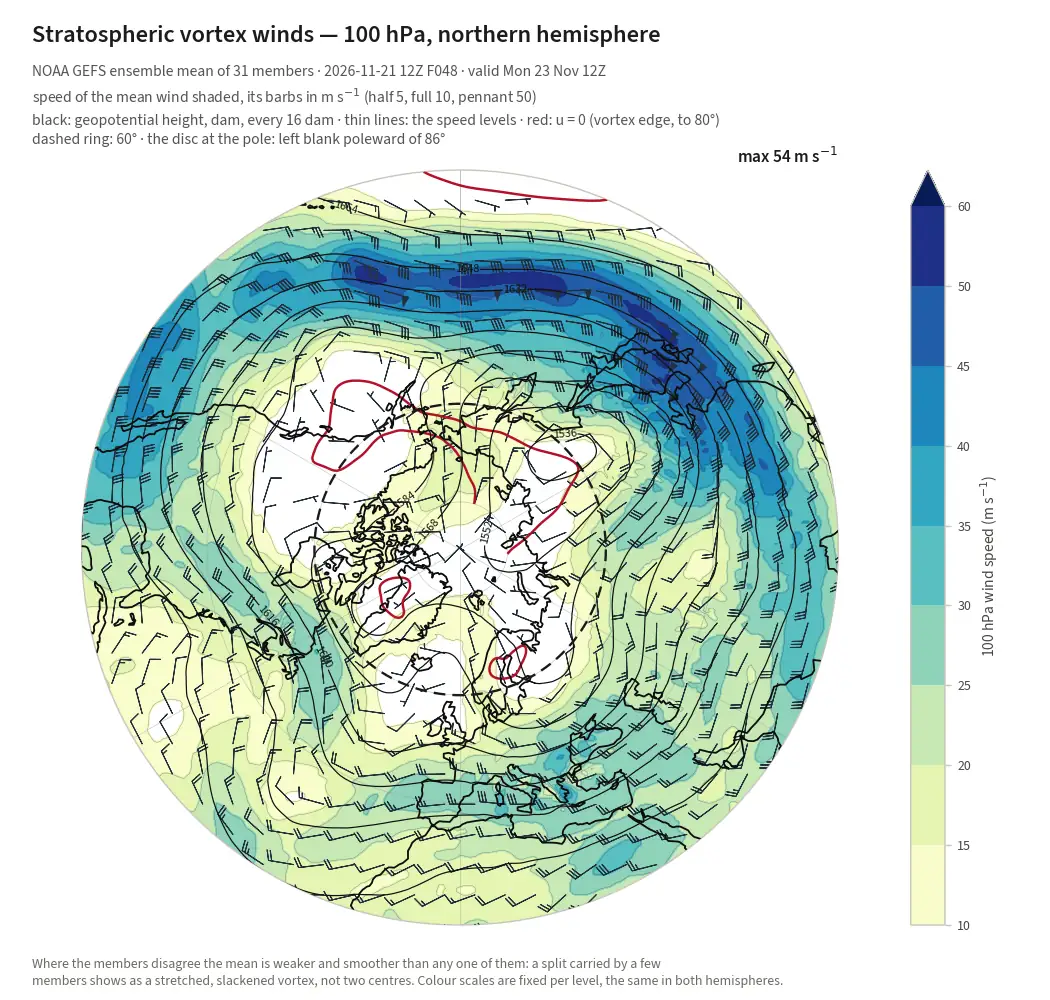 Stratospheric vortex winds — 100 hPa, northern hemisphere
NOAA GEFS ensemble mean of 31 members · 2026-11-21 12Z F048 · valid Mon 23 Nov 12Z
speed of the mean wind shaded, its barbs in m s⁻¹ (half 5, full 10, pennant 50)
black: geopotential height, dam, every 16 dam · thin lines: the speed levels · red: u = 0 (vortex edge, to 80°)
dashed ring: 60° · the disc at the pole: left blank poleward of 86°
max 54 m s⁻¹
1664
1648
1632
1536
1584
1568
1552
1616
1600
60
50
45
40
35
30
25
20
15
10
100 hPa wind speed (m s⁻¹)
Where the members disagree the mean is weaker and smoother than any one of them: a split carried by a few
members shows as a stretched, slackened vortex, not two centres. Colour scales are fixed per level, the same in both hemispheres.